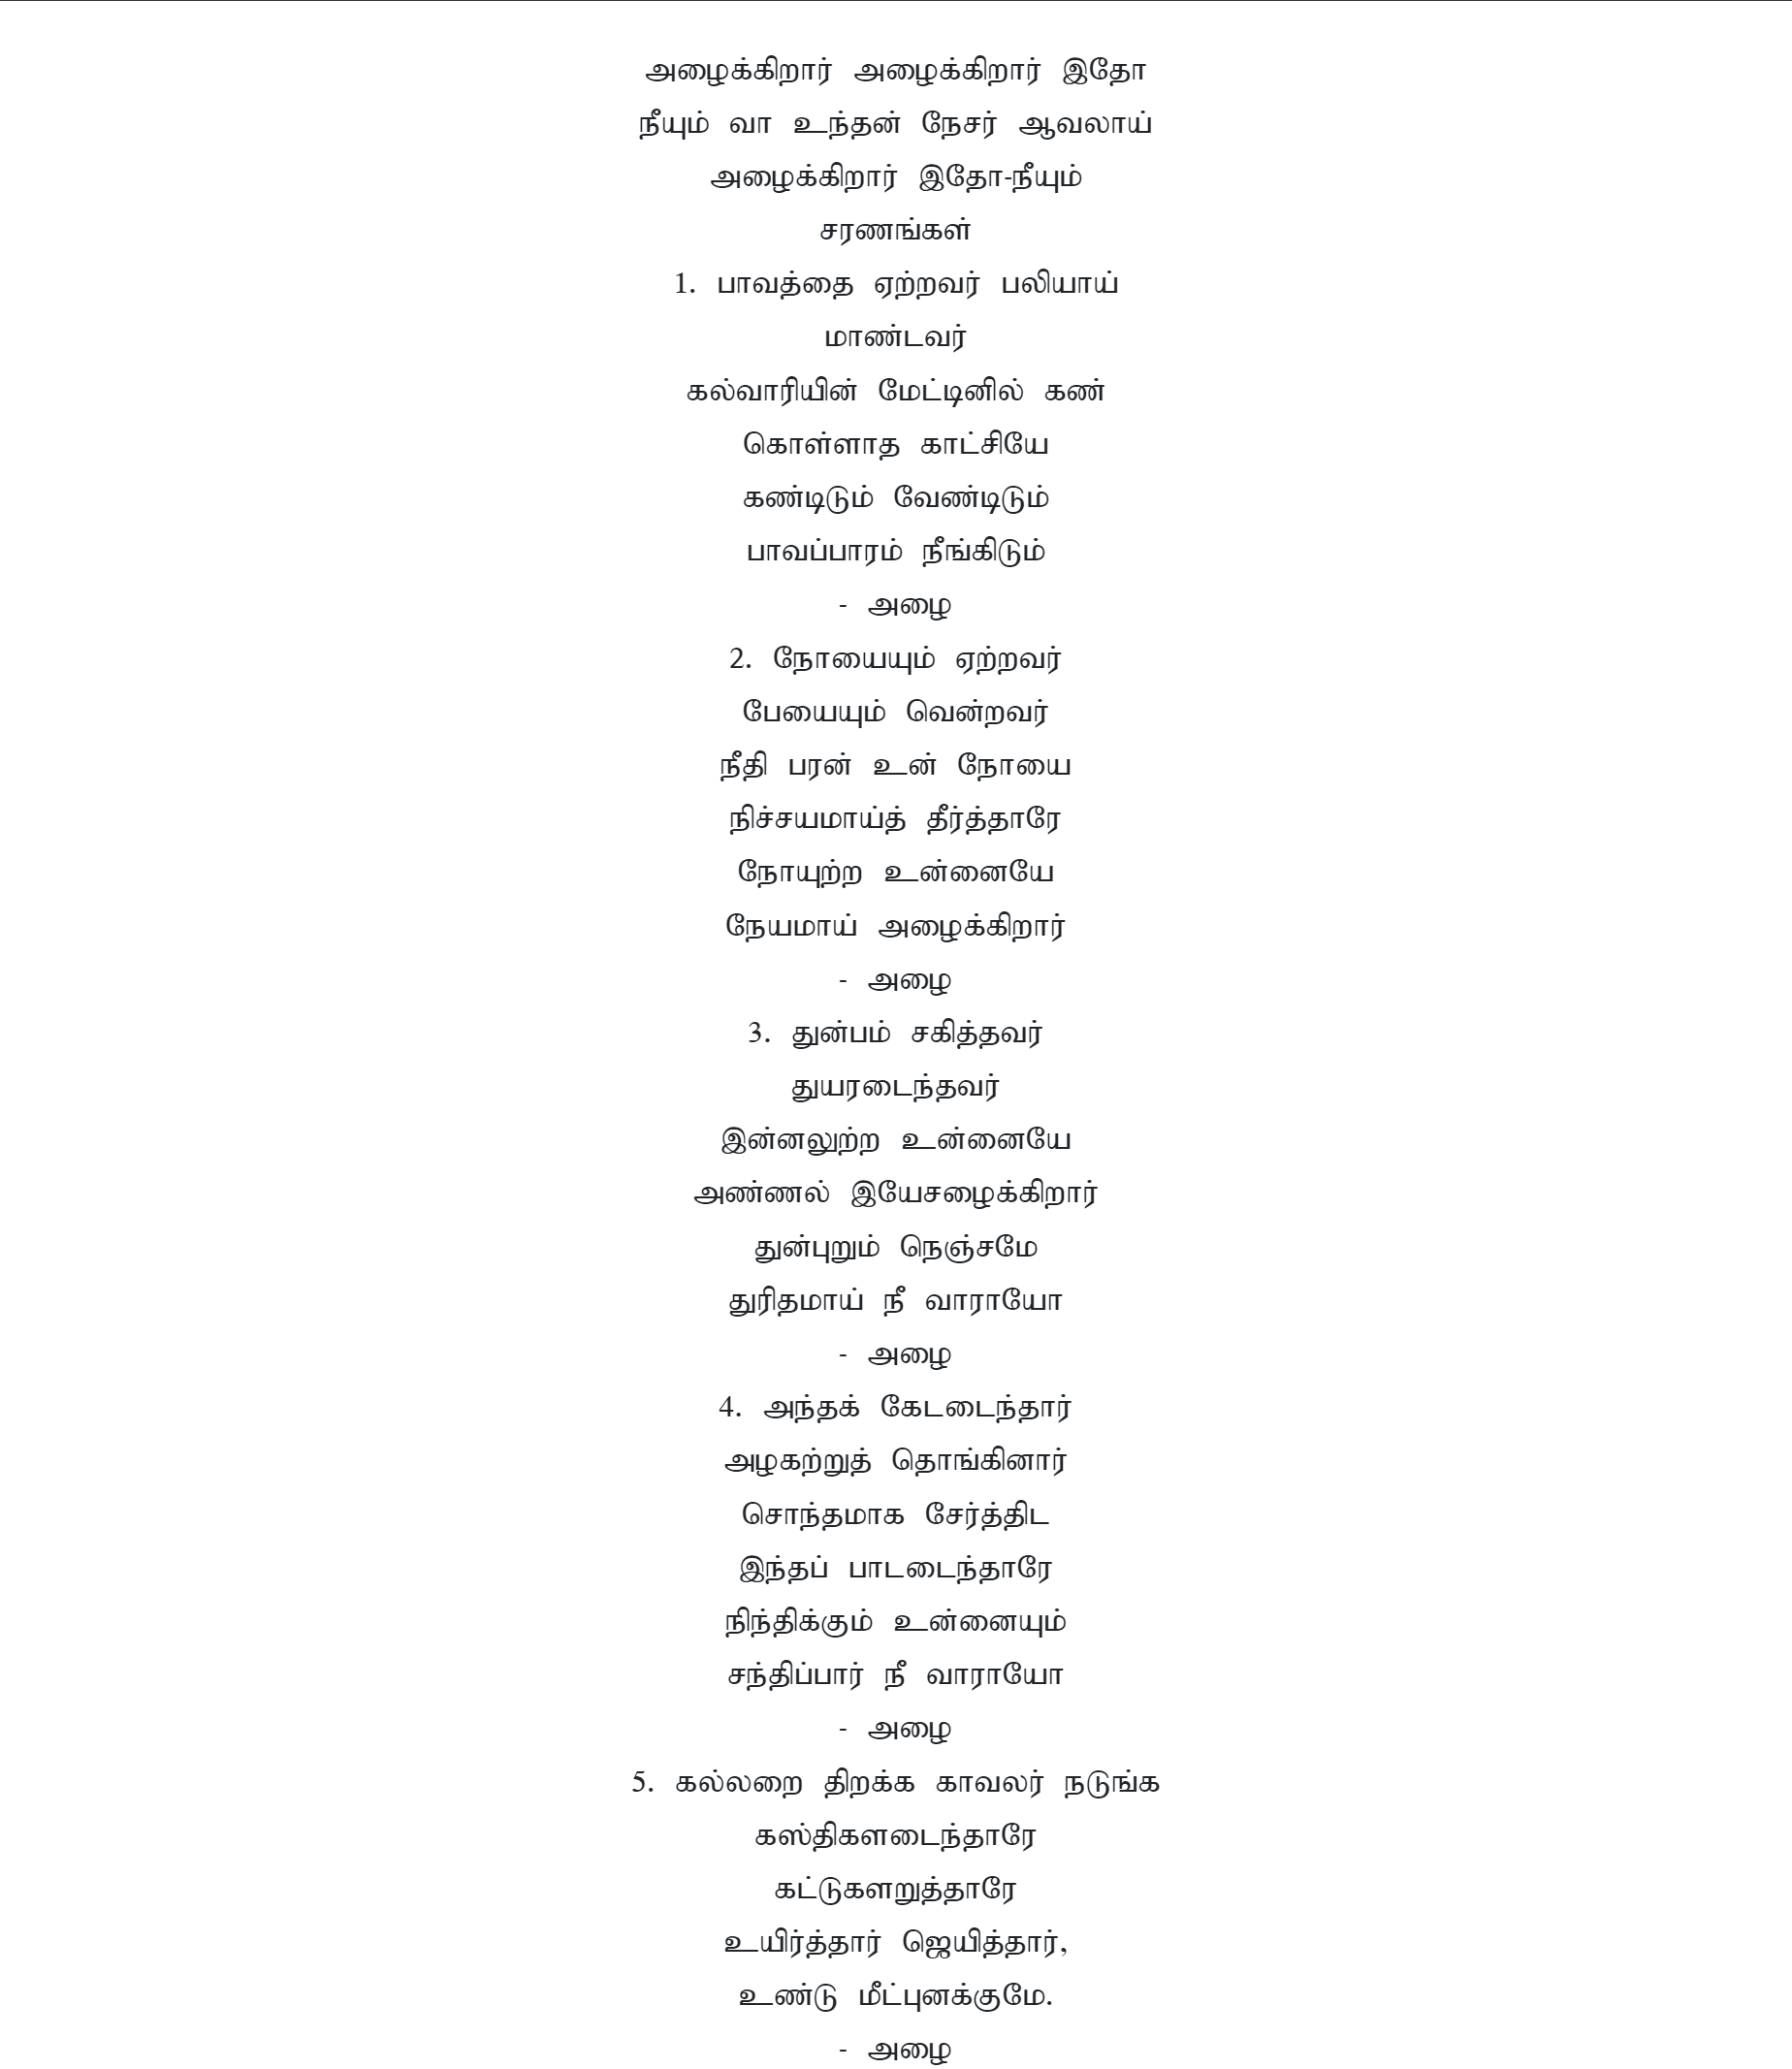 அழைக்கிறார் அழைக்கிறார் இதோ
நீயும் வா உந்தன் நேசர் ஆவலாய்
அழைக்கிறார் இதோ-நீயும்
சரணங்கள்
1. பாவத்தை ஏற்றவர் பலியாய்
மாண்டவர்
கல்வாரியின் மேட்டினில் கண்
கொள்ளாத காட்சியே
கண்டிடும் வேண்டிடும்
பாவப்பாரம் நீங்கிடும்
- அழை
2. நோயையும் ஏற்றவர்
பேயையும் வென்றவர்
நீதி பரன் உன் நோயை
நிச்சயமாய்த் தீர்த்தாரே
நோயுற்ற உன்னையே
நேயமாய் அழைக்கிறார்
- அழை
3. துன்பம் சகித்தவர்
துயரடைந்தவர்
இன்னலுற்ற உன்னையே
அண்ணல் இயேசழைக்கிறார்
துன்புறும் நெஞ்சமே
துரிதமாய் நீ வாராயோ
- அழை
4. அந்தக் கேடடைந்தார்
அழகற்றுத் தொங்கினார்
சொந்தமாக சேர்த்திட
இந்தப் பாடடைந்தாரே
நிந்திக்கும் உன்னையும்
சந்திப்பார் நீ வாராயோ
- அழை
5. கல்லறை திறக்க காவலர் நடுங்க
கஸ்திகளடைந்தாரே
கட்டுகளறுத்தாரே
உயிர்த்தார் ஜெயித்தார்,
உண்டு மீட்புனக்குமே.
- அழை